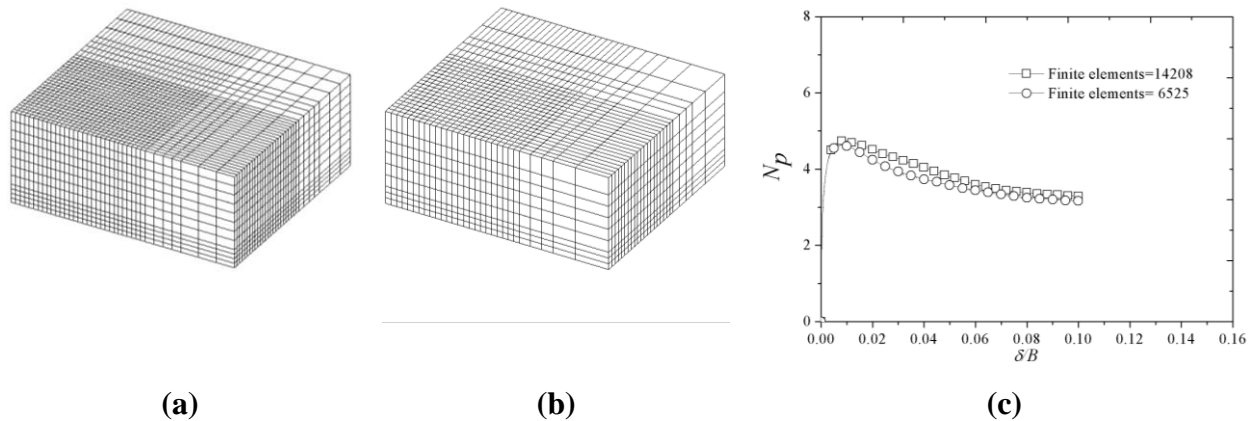 8
6
4
2
0
N_p
Finite elements=14208
Finite elements= 6525
0.00 0.02 0.04 0.06 0.08 0.10 0.12 0.14 0.16
δ/B
(a) (b) (c)